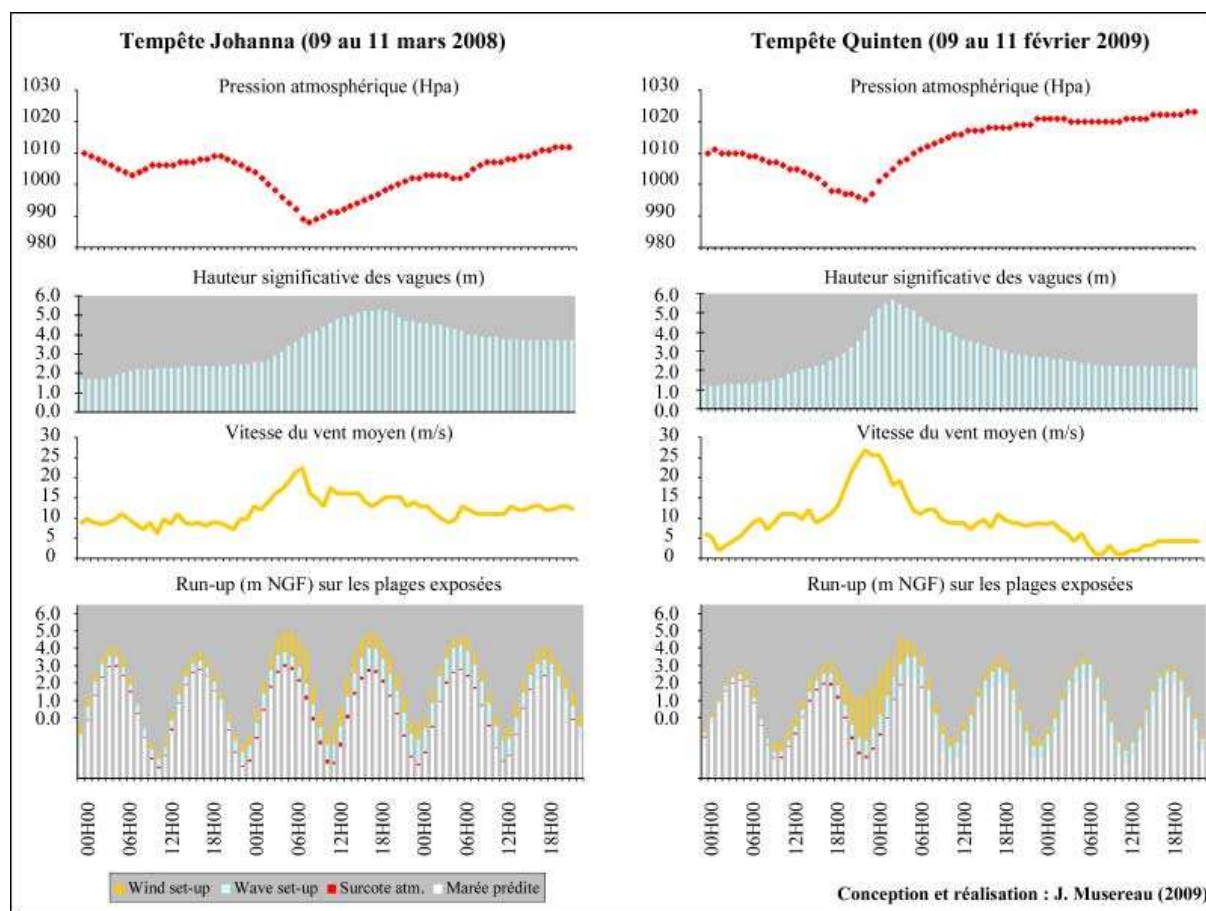 Tempête Johanna (09 au 11 mars 2008)
Pression atmosphérique (Hpa)
1030
1020
1010
1000
990
980
Hauteur significative des vagues (m)
6.0
5.0
4.0
3.0
2.0
1.0
0.0
Vitesse du vent moyen (m/s)
30
25
20
15
10
5
0
Run-up (m NGF) sur les plages exposées
6.0
5.0
4.0
3.0
2.0
1.0
0.0
00H00
06H00
12H00
18H00
00H00
06H00
12H00
18H00
00H00
06H00
12H00
18H00
Wind set-up Wave set-up Surcote atm. Marée prédite
Tempête Quinten (09 au 11 février 2009)
Pression atmosphérique (Hpa)
1030
1020
1010
1000
990
980
Hauteur significative des vagues (m)
6.0
5.0
4.0
3.0
2.0
1.0
0.0
Vitesse du vent moyen (m/s)
30
25
20
15
10
5
0
Run-up (m NGF) sur les plages exposées
6.0
5.0
4.0
3.0
2.0
1.0
0.0
00H00
06H00
12H00
18H00
00H00
06H00
12H00
18H00
00H00
06H00
12H00
18H00
Conception et réalisation : J. Musereau (2009)